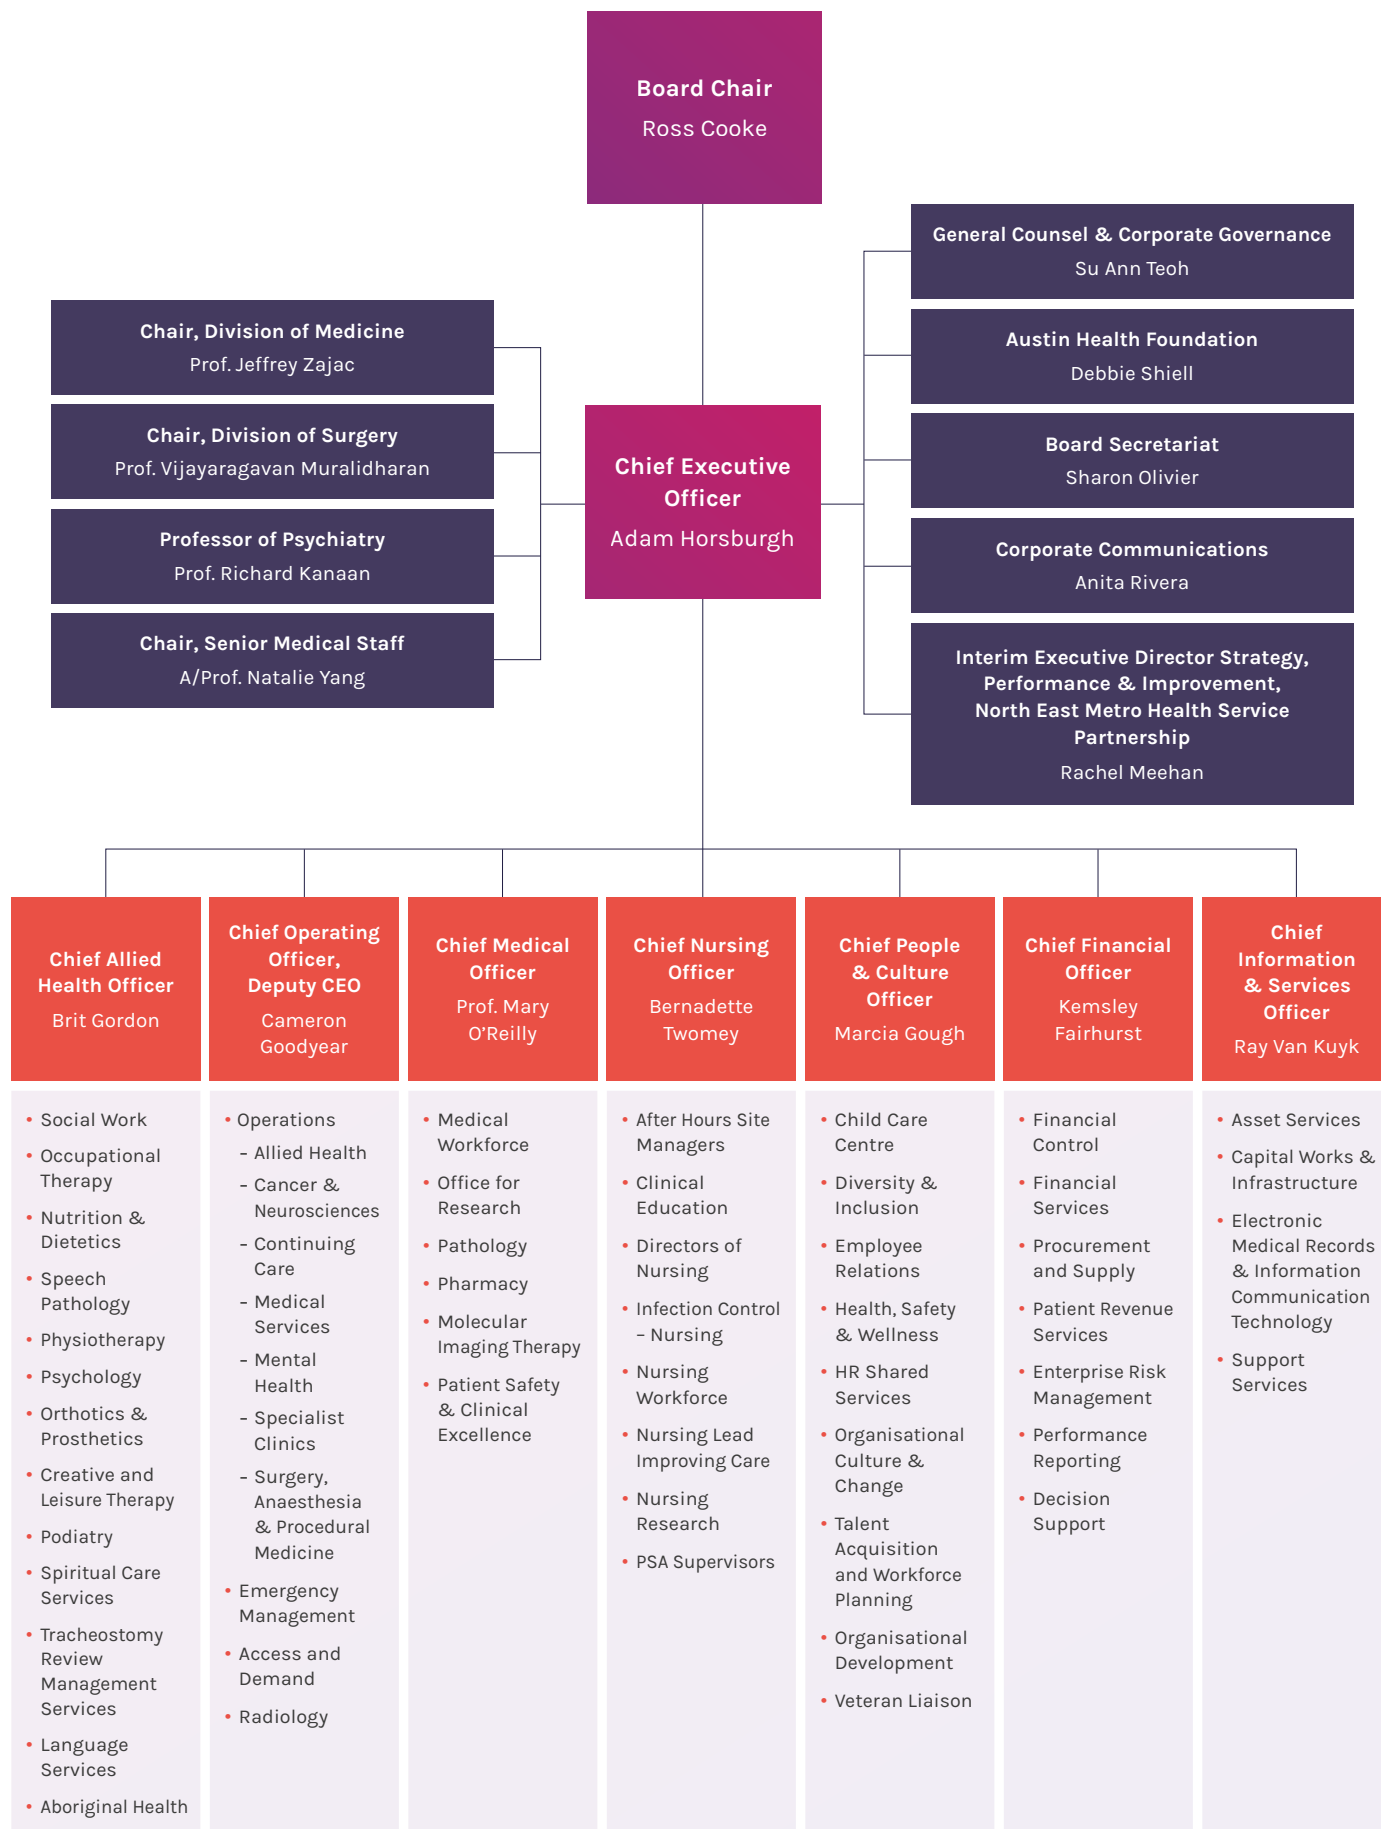 Board Chair
Ross Cooke
General Counsel & Corporate Governance
Su Ann Teoh
Austin Health Foundation
Debbie Shiell
Board Secretariat
Sharon Olivier
Corporate Communications
Anita Rivera
Interim Executive Director Strategy,
Performance & Improvement,
North East Metro Health Service
Partnership
Rachel Meehan
Chair, Division of Medicine
Prof. Jeffrey Zajac
Chair, Division of Surgery
Prof. Vijayaragavan Muralidharan
Professor of Psychiatry
Prof. Richard Kanaan
Chair, Senior Medical Staff
A/Prof. Natalie Yang
Chief Executive
Officer
Adam Horsburgh
Chief Allied
Health Officer
Brit Gordon
• Social Work
• Occupational
Therapy
• Nutrition &
Dietetics
• Speech
Pathology
• Physiotherapy
• Psychology
• Orthotics &
Prosthetics
• Creative and
Leisure Therapy
• Podiatry
• Spiritual Care
Services
• Tracheostomy
Review
Management
Services
• Language
Services
• Aboriginal Health
Chief Operating
Officer,
Deputy CEO
Cameron
Goodyear
• Operations
– Allied Health
– Cancer &
Neurosciences
– Continuing
Care
– Medical
Services
– Mental
Health
– Specialist
Clinics
– Surgery,
Anaesthesia
& Procedural
Medicine
• Emergency
Management
• Access and
Demand
• Radiology
Chief Medical
Officer
Prof. Mary
O’Reilly
• Medical
Workforce
• Office for
Research
• Pathology
• Pharmacy
• Molecular
Imaging Therapy
• Patient Safety
& Clinical
Excellence
Chief Nursing
Officer
Bernadette
Twomey
• After Hours Site
Managers
• Clinical
Education
• Directors of
Nursing
• Infection Control
– Nursing
• Nursing
Workforce
• Nursing Lead
Improving Care
• Nursing
Research
• PSA Supervisors
Chief People
& Culture
Officer
Marcia Gough
• Child Care
Centre
• Diversity &
Inclusion
• Employee
Relations
• Health, Safety
& Wellness
• HR Shared
Services
• Organisational
Culture &
Change
• Talent
Acquisition
and Workforce
Planning
• Organisational
Development
• Veteran Liaison
Chief Financial
Officer
Kemsley
Fairhurst
• Financial
Control
• Financial
Services
• Procurement
and Supply
• Patient Revenue
Services
• Enterprise Risk
Management
• Performance
Reporting
• Decision
Support
Chief
Information
& Services
Officer
Ray Van Kuyk
• Asset Services
• Capital Works &
Infrastructure
• Electronic
Medical Records
& Information
Communication
Technology
• Support
Services